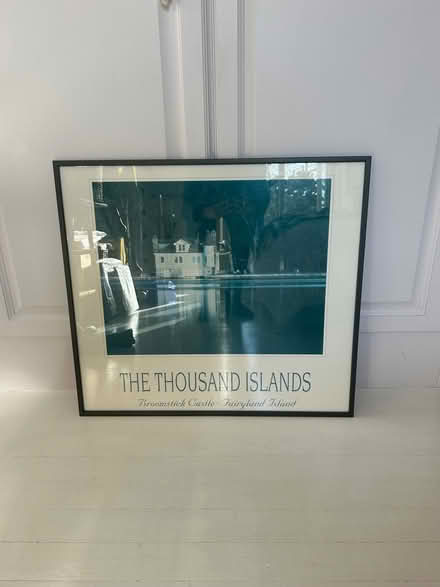 THE THOUSAND ISLANDS
Broomstick Castle - Fairyland Island